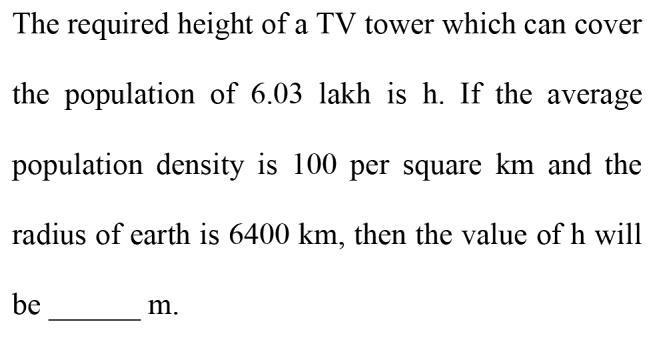 The required height of a TV tower which can cover
the population of 6.03 lakh is h. If the average
population density is 100 per square km and the
radius of earth is 6400 km, then the value of h will
be ______ m.